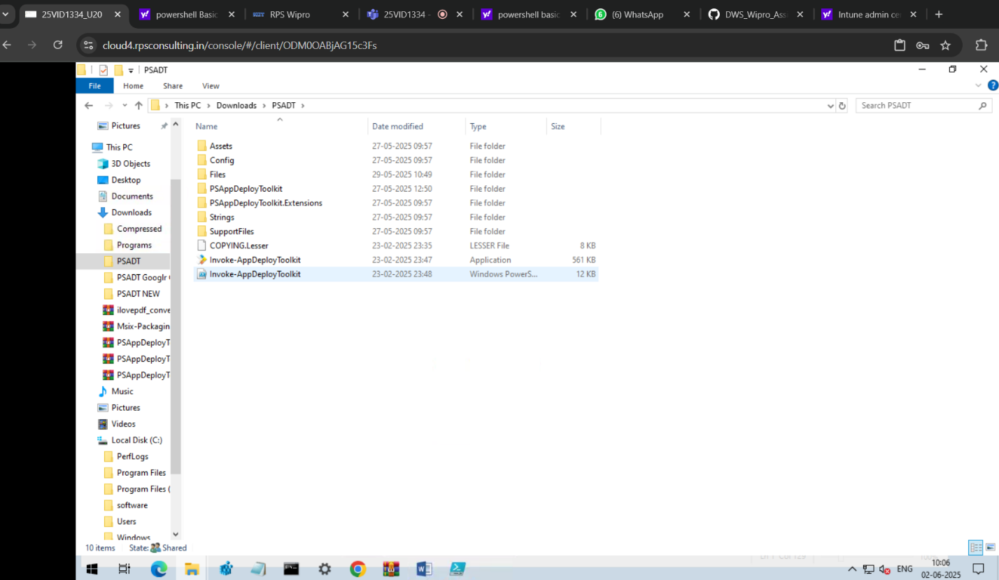 25VID1334_U20
powershell Basic
RPS Wipro
25VID1334 -
powershell basic
(6) WhatsApp
DWS_Wipro_Ass
Intune admin ce
cloud4.rpsconsulting.in/console/#/client/ODM0OABjAG15c3Fs
PSADT
File Home Share View
This PC > Downloads > PSADT >
Search PSADT
Name Date modified Type Size
Assets 27-05-2025 09:57 File folder
Config 27-05-2025 09:57 File folder
Files 29-05-2025 10:49 File folder
PSAppDeployToolkit 27-05-2025 12:50 File folder
PSAppDeployToolkit.Extensions 27-05-2025 09:57 File folder
Strings 27-05-2025 09:57 File folder
SupportFiles 27-05-2025 09:57 File folder
COPYING.Lesser 23-02-2025 23:35 LESSER File 8 KB
Invoke-AppDeployToolkit 23-02-2025 23:47 Application 561 KB
Invoke-AppDeployToolkit 23-02-2025 23:48 Windows PowerS... 12 KB
Pictures
This PC
3D Objects
Desktop
Documents
Downloads
Compressed
Programs
PSADT
PSADT Googlr
PSADT NEW
ilovepdf_conve
Msix-Packagin
PSAppDeployT
PSAppDeployT
PSAppDeployT
Music
Pictures
Videos
Local Disk (C:)
PerfLogs
Program Files
Program Files (
software
Users
Windows
10 items State: Shared
ENG
10:06
02-06-2025